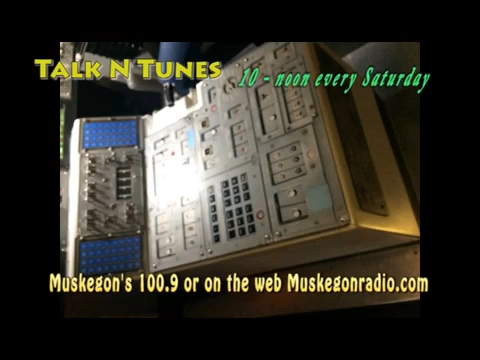 Talk N Tunes
10 - noon every Saturday
Muskegon's 100.9 or on the web Muskegonradio.com